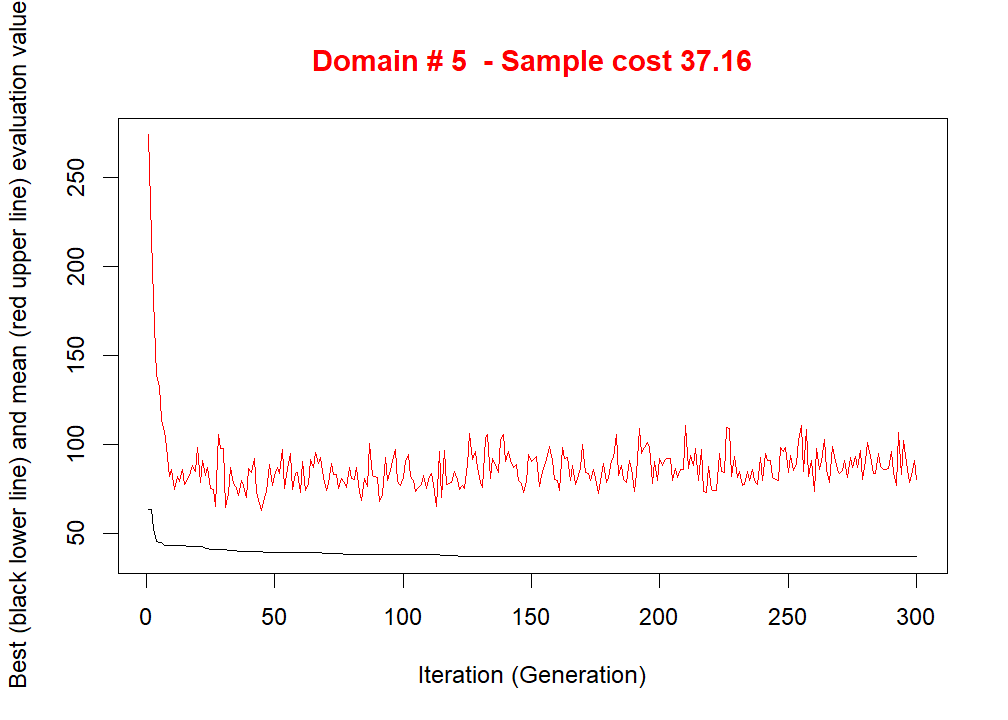 Domain # 5  - Sample cost 37.16
Best (black lower line) and mean (red upper line) evaluation value
250
200
150
100
50
0 50 100 150 200 250 300
Iteration (Generation)